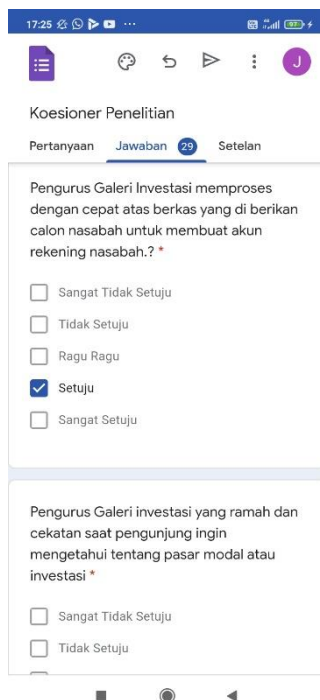 17:25
97
J
Koesioner Penelitian
Pertanyaan Jawaban 29 Setelan
Pengurus Galeri Investasi memproses
dengan cepat atas berkas yang di berikan
calon nasabah untuk membuat akun
rekening nasabah.? *
Sangat Tidak Setuju
Tidak Setuju
Ragu Ragu
Setuju
Sangat Setuju
Pengurus Galeri investasi yang ramah dan
cekatan saat pengunjung ingin
mengetahui tentang pasar modal atau
investasi *
Sangat Tidak Setuju
Tidak Setuju